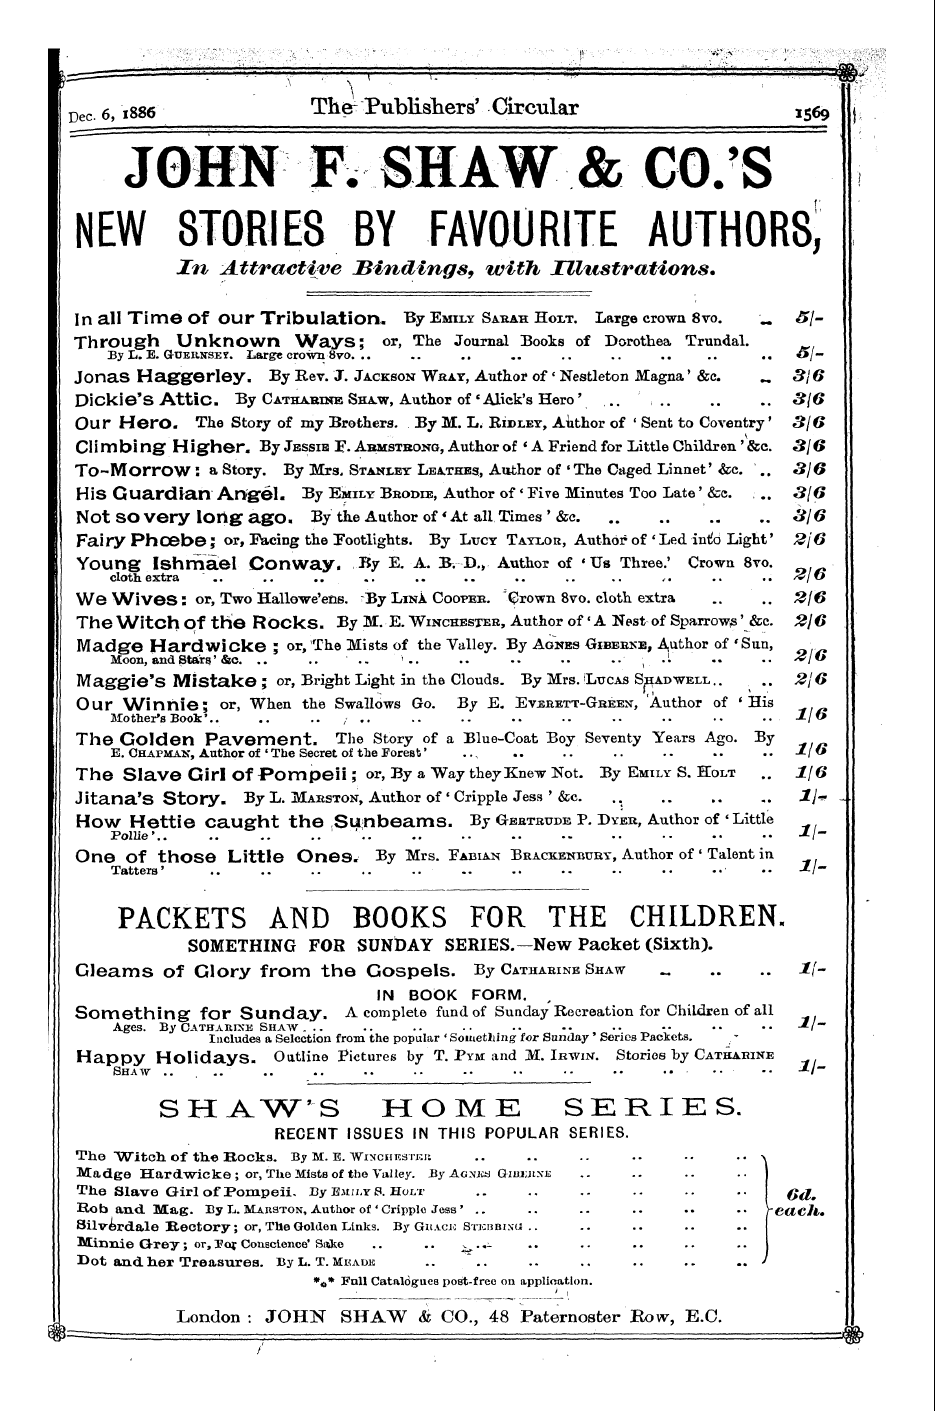 Dec. 6, 1886 The Publishers' Circular 1569
JOHN F. SHAW & CO.'S
NEW STORIES BY FAVOURITE AUTHORS,
In Attractive Bindings, with Illustrations.
In all Time of our Tribulation. By EMILY SARAH HOLT. Large crown 8vo. .. 5/-
Through Unknown Ways; or, The Journal Books of Dorothea Trundal.
By L. E. GUERNSEY. Large crown 8vo. .. .. .. .. .. .. .. .. .. 5/-
Jonas Haggerley. By Rev. J. JACKSON WRAY, Author of ' Nestleton Magna' &c. .. 3/6
Dickie's Attic. By CATHARINE SHAW, Author of 'Alick's Hero' .. .. .. .. 3/6
Our Hero. The Story of my Brothers. By M. L. RIDLEY, Author of ' Sent to Coventry' 3/6
Climbing Higher. By JESSIE F. ARMSTRONG, Author of ' A Friend for Little Children ' &c. 3/6
To-Morrow: a Story. By Mrs. STANLEY LEATHES, Author of 'The Caged Linnet' &c. .. 3/6
His Guardian Angel. By EMILY BRODIE, Author of ' Five Minutes Too Late' &c. .. 3/6
Not so very long ago. By the Author of ' At all Times ' &c. .. .. .. .. 3/6
Fairy Phœbe; or, Facing the Footlights. By LUCY TAYLOR, Author of 'Led into Light' 2/6
Young Ishmael Conway. By E. A. B. D., Author of 'Us Three.' Crown 8vo.
cloth extra .. .. .. .. .. .. .. .. .. .. .. .. 2/6
We Wives: or, Two Hallowe'ens. By LINA COOPER. Crown 8vo. cloth extra .. .. 2/6
The Witch of the Rocks. By M. E. WINCHESTER, Author of ' A Nest of Sparrows' &c. 2/6
Madge Hardwicke ; or, The Mists of the Valley. By AGNES GIBERNE, Author of 'Sun,
Moon, and Stars' &c. .. .. .. .. .. .. .. .. .. .. .. 2/6
Maggie's Mistake; or, Bright Light in the Clouds. By Mrs. LUCAS SHADWELL.. .. 2/6
Our Winnie; or, When the Swallows Go. By E. EVERETT-GREEN, Author of ' His
Mother's Book'.. .. .. .. .. .. .. .. .. .. .. .. 1/6
The Golden Pavement. The Story of a Blue-Coat Boy Seventy Years Ago. By
E. CHAPMAN, Author of 'The Secret of the Forest' .. .. .. .. .. .. .. 1/6
The Slave Girl of Pompeii; or, By a Way they Knew Not. By EMILY S. HOLT .. 1/6
Jitana's Story. By L. MARSTON, Author of ' Cripple Jess ' &c. .. .. .. .. 1/-
How Hettie caught the Sunbeams. By GERTRUDE P. DYER, Author of 'Little
Pollie'.. .. .. .. .. .. .. .. .. .. .. .. .. 1/-
One of those Little Ones. By Mrs. FABIAN BRACKENBURY, Author of ' Talent in
Tatters' .. .. .. .. .. .. .. .. .. .. .. .. 1/-
PACKETS AND BOOKS FOR THE CHILDREN.
SOMETHING FOR SUNDAY SERIES.—New Packet (Sixth).
Gleams of Glory from the Gospels. By CATHARINE SHAW .. .. .. 1/-
IN BOOK FORM.
Something for Sunday. A complete fund of Sunday Recreation for Children of all
Ages. By CATHARINE SHAW .. .. .. .. .. .. .. .. .. .. 1/-
Includes a Selection from the popular 'Something for Sunday' Series Packets.
Happy Holidays. Outline Pictures by T. PYM and M. IRWIN. Stories by CATHARINE
SHAW .. .. .. .. .. .. .. .. .. .. .. .. .. 1/-
SHAW'S HOME SERIES.
RECENT ISSUES IN THIS POPULAR SERIES.
The Witch of the Rocks. By M. E. WINCHESTER .. .. .. .. .. ..
Madge Hardwicke; or, The Mists of the Valley. By AGNES GIBERNE .. .. .. ..
The Slave Girl of Pompeii. By EMILY S. HOLT .. .. .. .. .. .. 6d.
Rob and Mag. By L. MARSTON, Author of 'Cripple Jess' .. .. .. .. .. .. each.
Silverdale Rectory; or, The Golden Links. By GRACE STEBBING .. .. .. .. ..
Minnie Grey; or, For Conscience' Sake .. .. .. .. .. .. .. ..
Dot and her Treasures. By L. T. MEADE .. .. .. .. .. .. ..
*** Full Catalogues post-free on application.
London : JOHN SHAW & CO., 48 Paternoster Row, E.C.